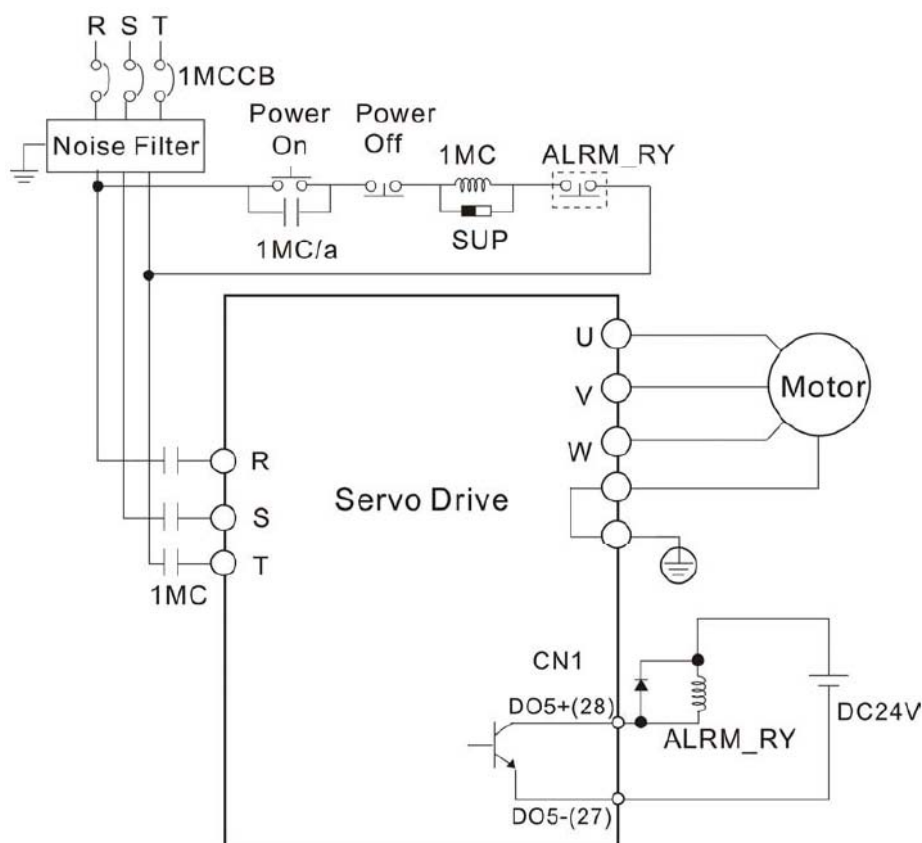 R S T
1MCCB
Noise Filter
Power On
Power Off
1MC
ALRM_RY
1MC/a
SUP
U
V
W
Motor
R
S
T
1MC
Servo Drive
CN1
DO5+(28)
DO5-(27)
ALRM_RY
DC24V